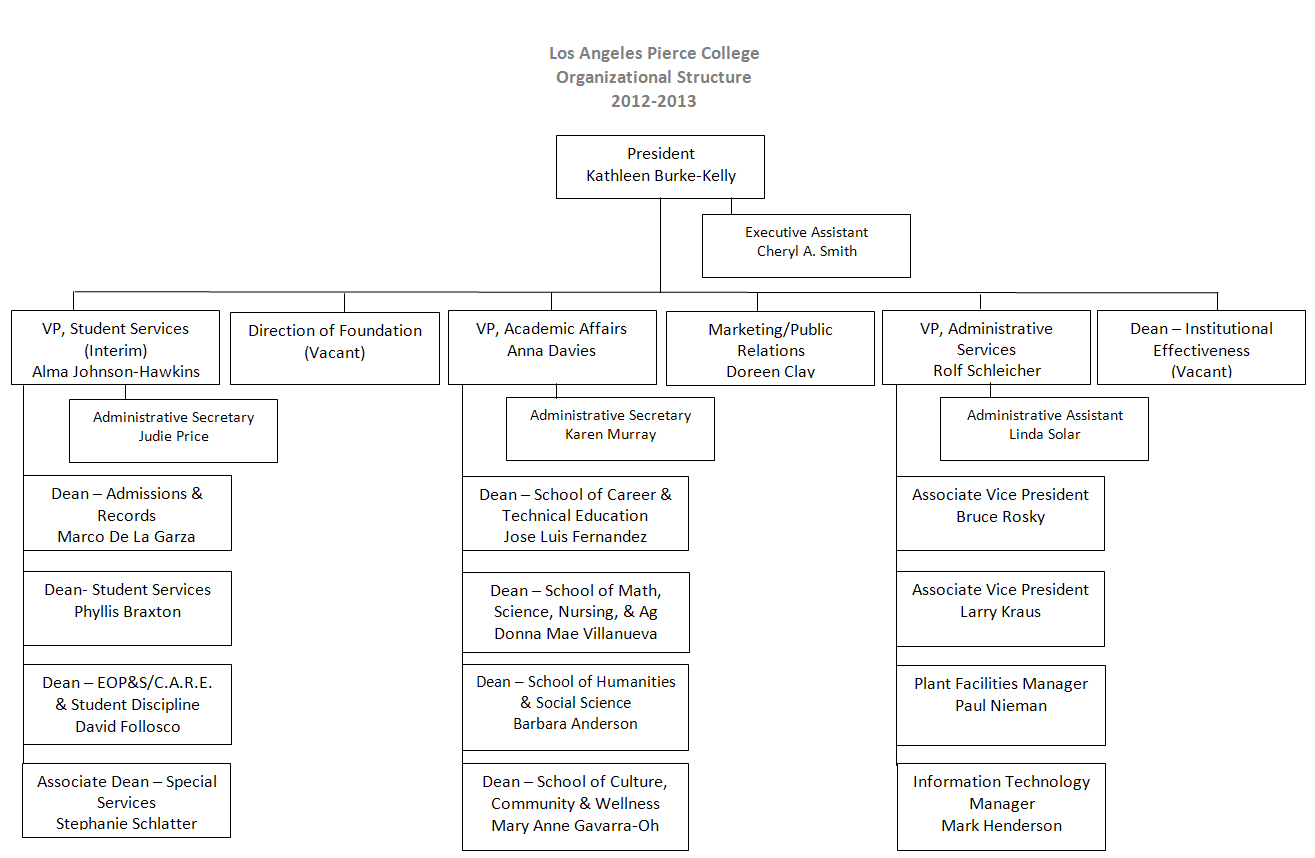 Los Angeles Pierce College
Organizational Structure
2012-2013
President
Kathleen Burke-Kelly
Executive Assistant
Cheryl A. Smith
VP, Student Services
(Interim)
Alma Johnson-Hawkins
Direction of Foundation
(Vacant)
VP, Academic Affairs
Anna Davies
Marketing/Public
Relations
Doreen Clay
VP, Administrative
Services
Rolf Schleicher
Dean – Institutional
Effectiveness
(Vacant)
Administrative Secretary
Judie Price
Administrative Secretary
Karen Murray
Administrative Assistant
Linda Solar
Dean – Admissions &
Records
Marco De La Garza
Dean – School of Career &
Technical Education
Jose Luis Fernandez
Associate Vice President
Bruce Rosky
Dean- Student Services
Phyllis Braxton
Dean – School of Math,
Science, Nursing, & Ag
Donna Mae Villanueva
Associate Vice President
Larry Kraus
Dean – EOP&S/C.A.R.E.
& Student Discipline
David Follosco
Dean – School of Humanities
& Social Science
Barbara Anderson
Plant Facilities Manager
Paul Nieman
Associate Dean – Special
Services
Stephanie Schlatter
Dean – School of Culture,
Community & Wellness
Mary Anne Gavarra-Oh
Information Technology
Manager
Mark Henderson